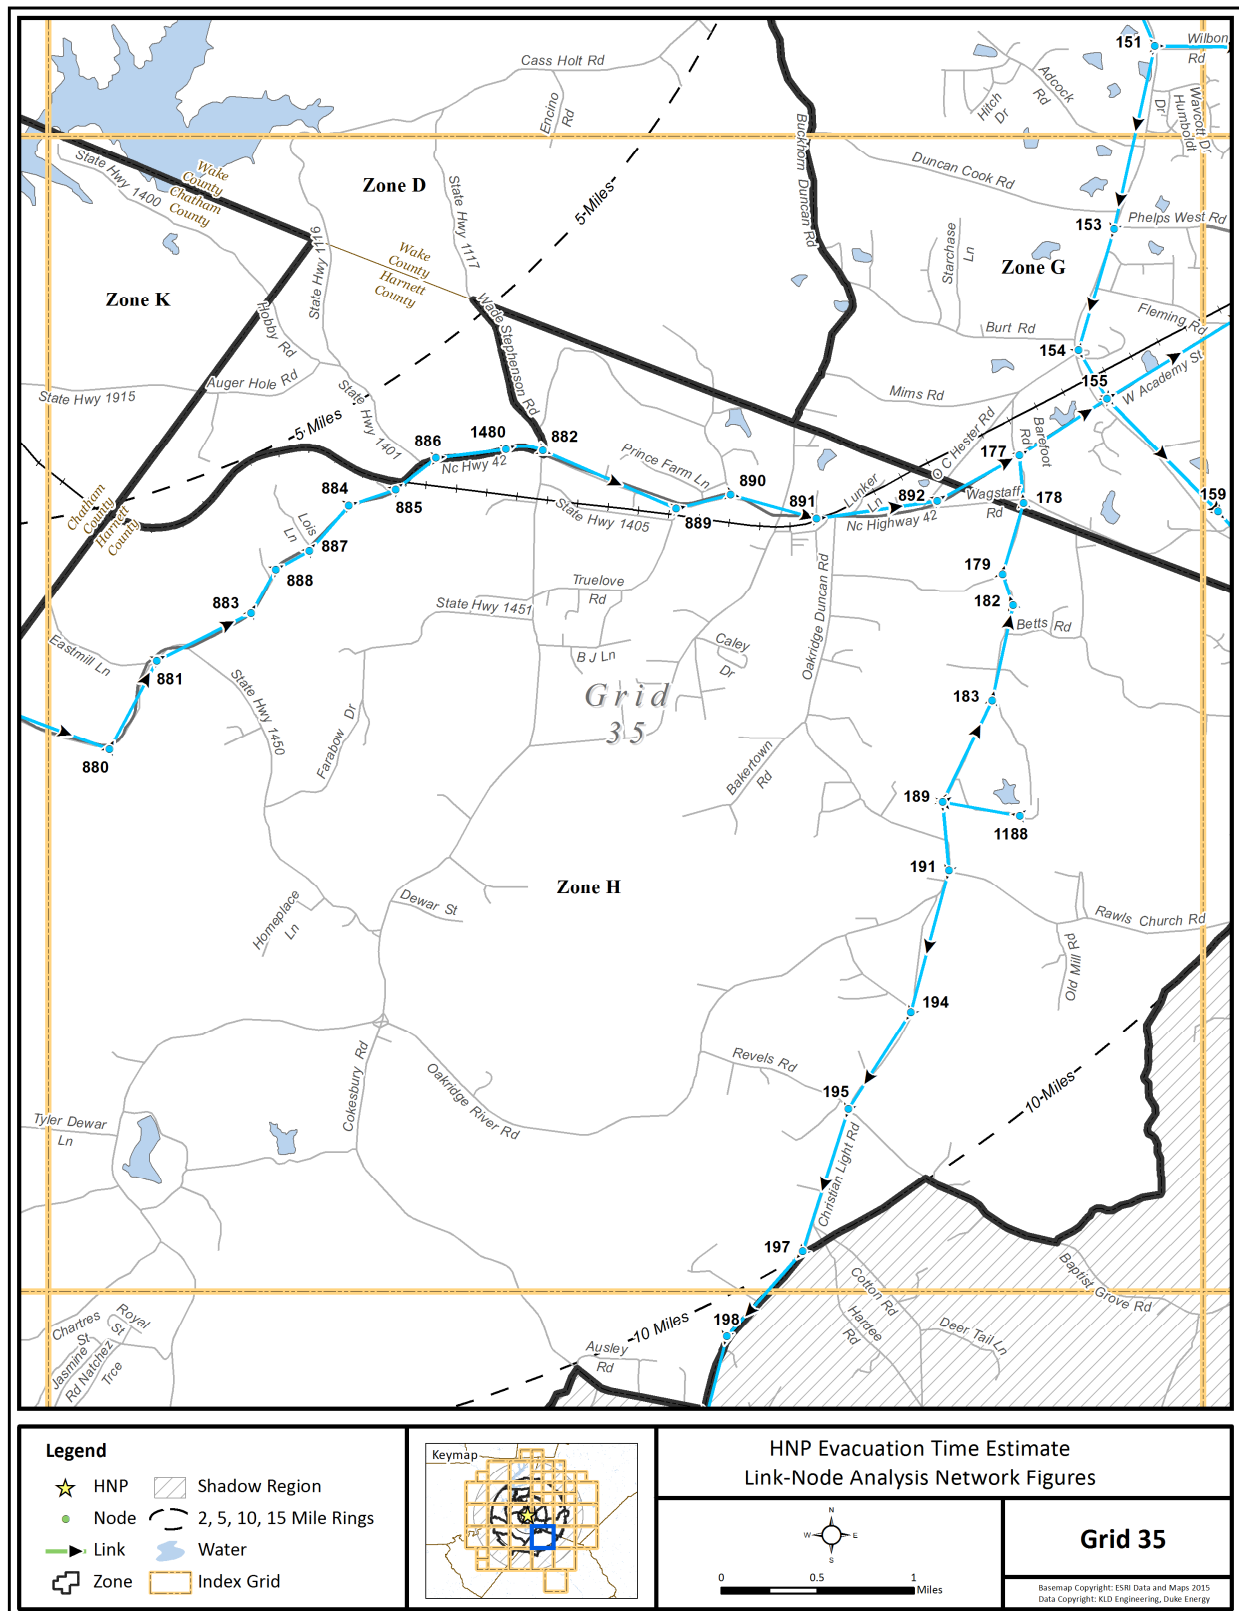 151
Wilbon
Rd
Cass Holt Rd
Adcock
Rd
Hitch
Dr
Encino
Rd
Dr
Humboldt
Waycott Dr
Buckhorn Duncan Rd
State Hwy 1400
Wake
County
Chatham
County
Zone D
State Hwy 1117
5-Miles
Duncan Cook Rd
153
Phelps West Rd
State Hwy 1116
Wake
County
Harnett
County
Starchase
Ln
Zone G
Zone K
Hobby Rd
Wade Stephenson Rd
Burt Rd
Fleming Rd
154
155
W Academy St
Auger Hole Rd
State Hwy 1915
State Hwy 1401
Mims Rd
5 Miles
O C Hester Rd
Barefoot
Rd
886
1480
882
Nc Hwy 42
Prince Farm Ln
177
884
885
890
891
Lunker
Ln
892
Wagstaff
Rd
178
159
Chatham
County
Harnett
County
Lois
Ln
887
State Hwy 1405
889
Nc Highway 42
888
Truelove
Rd
Oakridge Duncan Rd
179
883
State Hwy 1451
182
Betts Rd
Eastmill Ln
881
B J Ln
Caley
Dr
State Hwy 1450
Farabow Dr
Grid
35
183
880
Bakertown
Rd
189
1188
191
Zone H
Homeplace
Ln
Dewar St
Rawls Church Rd
Old Mill Rd
194
Cokesbury Rd
Oakridge River Rd
Revels Rd
195
10-Miles
Tyler Dewar
Ln
Christian Light Rd
197
Baptist Grove Rd
Cotton Rd
Hardee
Rd
Chartres
St
Royal
St
Jasmine
Rd
Natchez
Trce
10 Miles
198
Ausley
Rd
Deer Tail Ln
Legend
HNP
Shadow Region
Node
2, 5, 10, 15 Mile Rings
Link
Water
Zone
Index Grid
Keymap
HNP Evacuation Time Estimate
Link-Node Analysis Network Figures
N
W
E
S
0
0.5
1
Miles
Grid 35
Basemap Copyright: ESRI Data and Maps 2015
Data Copyright: KLD Engineering, Duke Energy